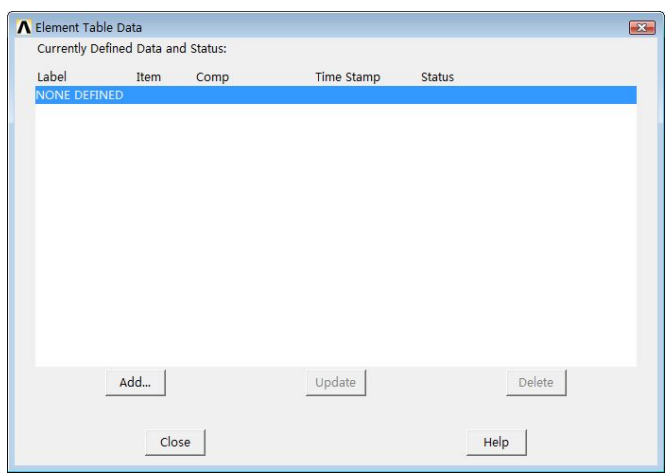 Element Table Data
Currently Defined Data and Status:
Label Item Comp Time Stamp Status
NONE DEFINED
Add... Update Delete
Close Help